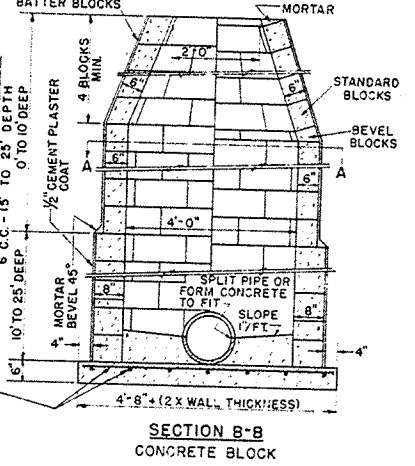 BATTER BLOCKS
MORTAR
4 BLOCKS
MIN.
2'-0"
6"
6"
STANDARD
BLOCKS
BEVEL
BLOCKS
A
A
6"
6"
6" C.C. - 15' TO 25' DEPTH
0' TO 10' DEEP
1/2" CEMENT PLASTER
COAT
4'-0"
10' TO 25' DEEP
MORTAR
BEVEL 45°
SPLIT PIPE OR
FORM CONCRETE
TO FIT
SLOPE
1"/FT.
8"
8"
4"
4"
6"
4'-8" + (2 X WALL THICKNESS)
SECTION B-B
CONCRETE BLOCK